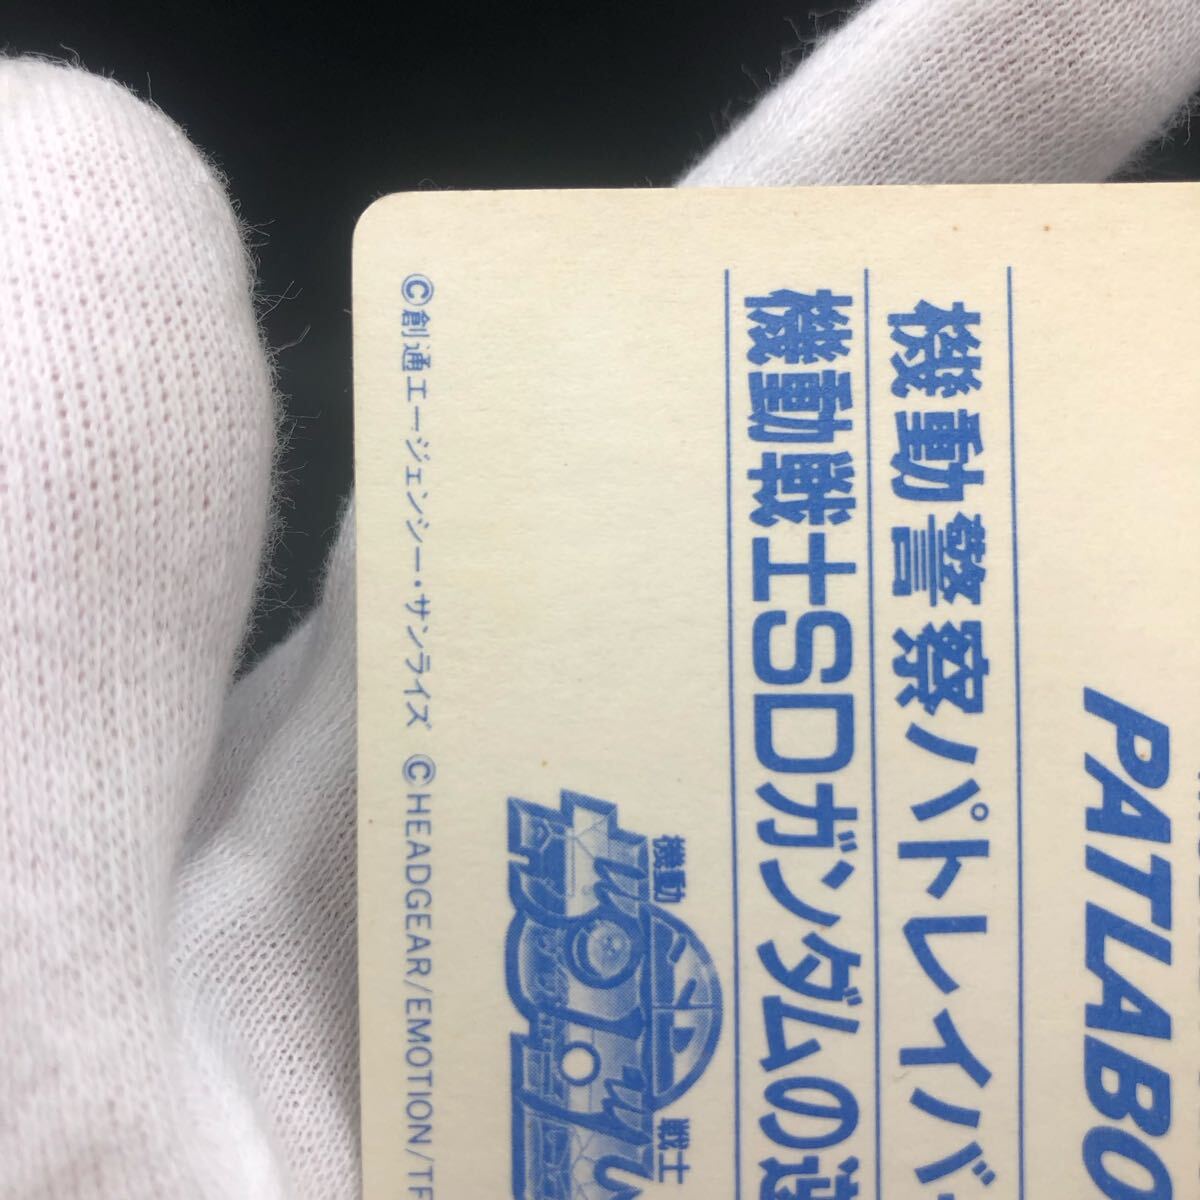 PATLABO
機動警察パトレイバ
機動戦士SDガンダムの逆
機動
戦士
©創通エージェンシー・サンライズ ©HEADGEAR/EMOTION/TF